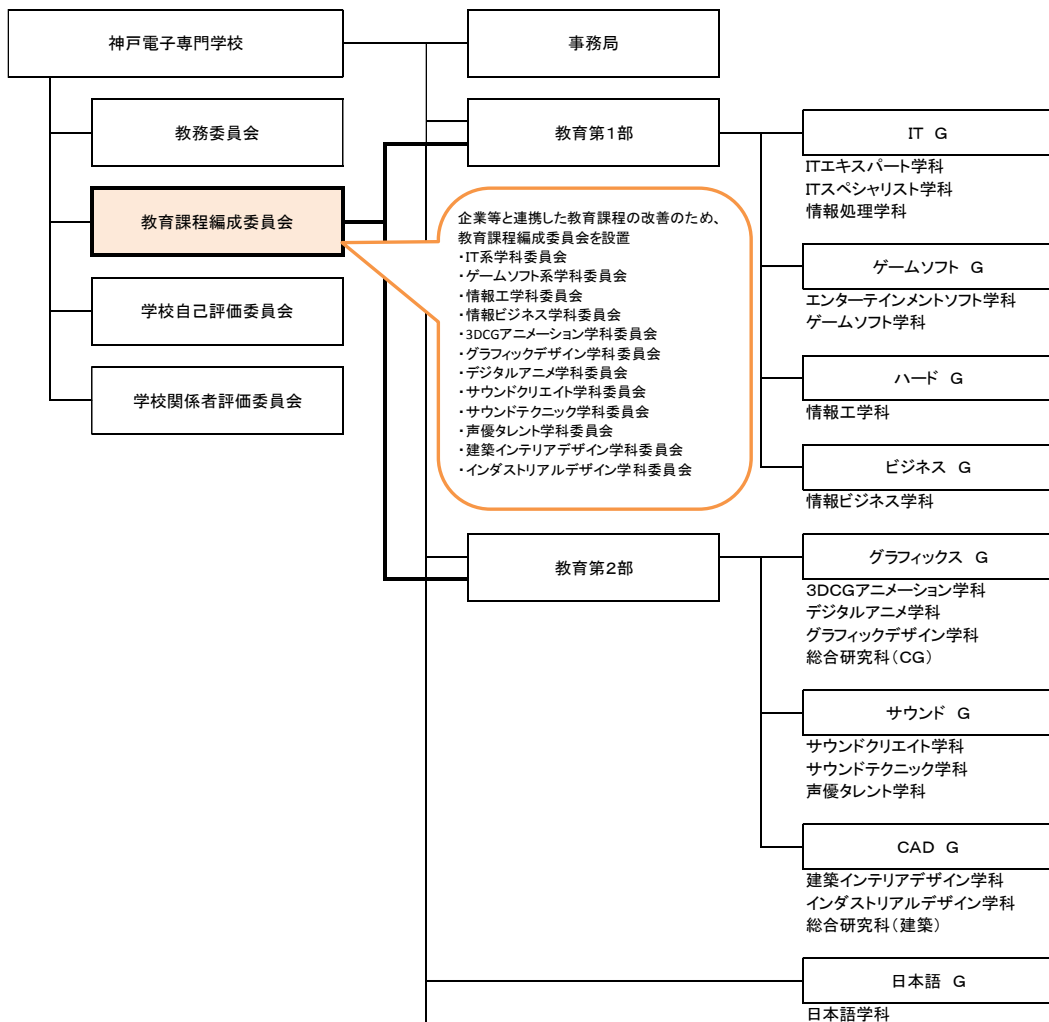 神戸電子専門学校
事務局
教務委員会
教育課程編成委員会
学校自己評価委員会
学校関係者評価委員会
教育第1部
企業等と連携した教育課程の改善のため、
教育課程編成委員会を設置
・IT系学科委員会
・ゲームソフト系学科委員会
・情報工学科委員会
・情報ビジネス学科委員会
・3DCGアニメーション学科委員会
・グラフィックデザイン学科委員会
・デジタルアニメ学科委員会
・サウンドクリエイト学科委員会
・サウンドテクニック学科委員会
・声優タレント学科委員会
・建築インテリアデザイン学科委員会
・インダストリアルデザイン学科委員会
IT G
ITエキスパート学科
ITスペシャリスト学科
情報処理学科
ゲームソフト G
エンターテインメントソフト学科
ゲームソフト学科
ハード G
情報工学科
ビジネス G
情報ビジネス学科
教育第2部
グラフィックス G
3DCGアニメーション学科
デジタルアニメ学科
グラフィックデザイン学科
総合研究科(CG)
サウンド G
サウンドクリエイト学科
サウンドテクニック学科
声優タレント学科
CAD G
建築インテリアデザイン学科
インダストリアルデザイン学科
総合研究科(建築)
日本語 G
日本語学科